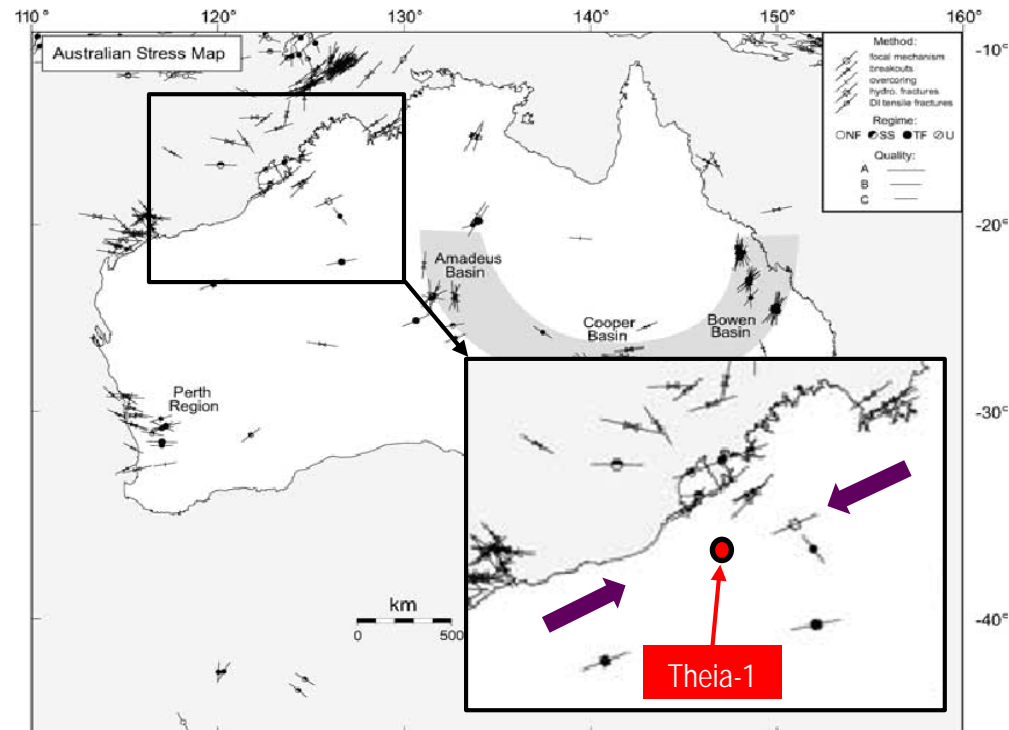 110° 120° 130° 140° 150° 160°
Australian Stress Map
Method:
focal mechanism
breakouts
overcoring
hydro. fractures
DI tensile fractures
Regime:
NF SS TF U
Quality:
A
B
C
-10°
-20°
Amadeus
Basin
Cooper
Basin
Bowen
Basin
Perth
Region
-30°
km
0 500
-40°
Theia-1